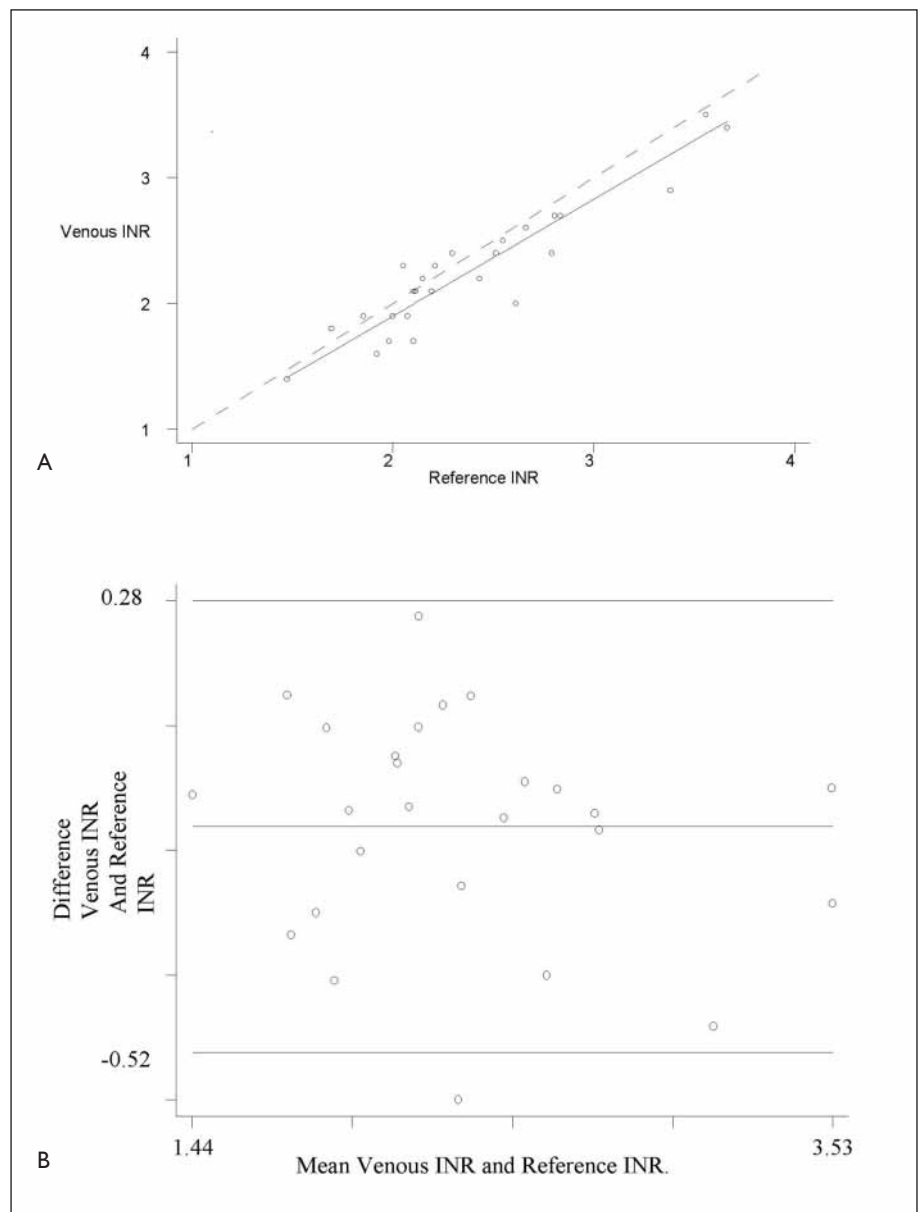 4
3
Venous INR
2
1
A
1
2
3
4
Reference INR
0.28
Difference
Venous INR
And Reference
INR
-0.52
1.44
3.53
B
Mean Venous INR and Reference INR.